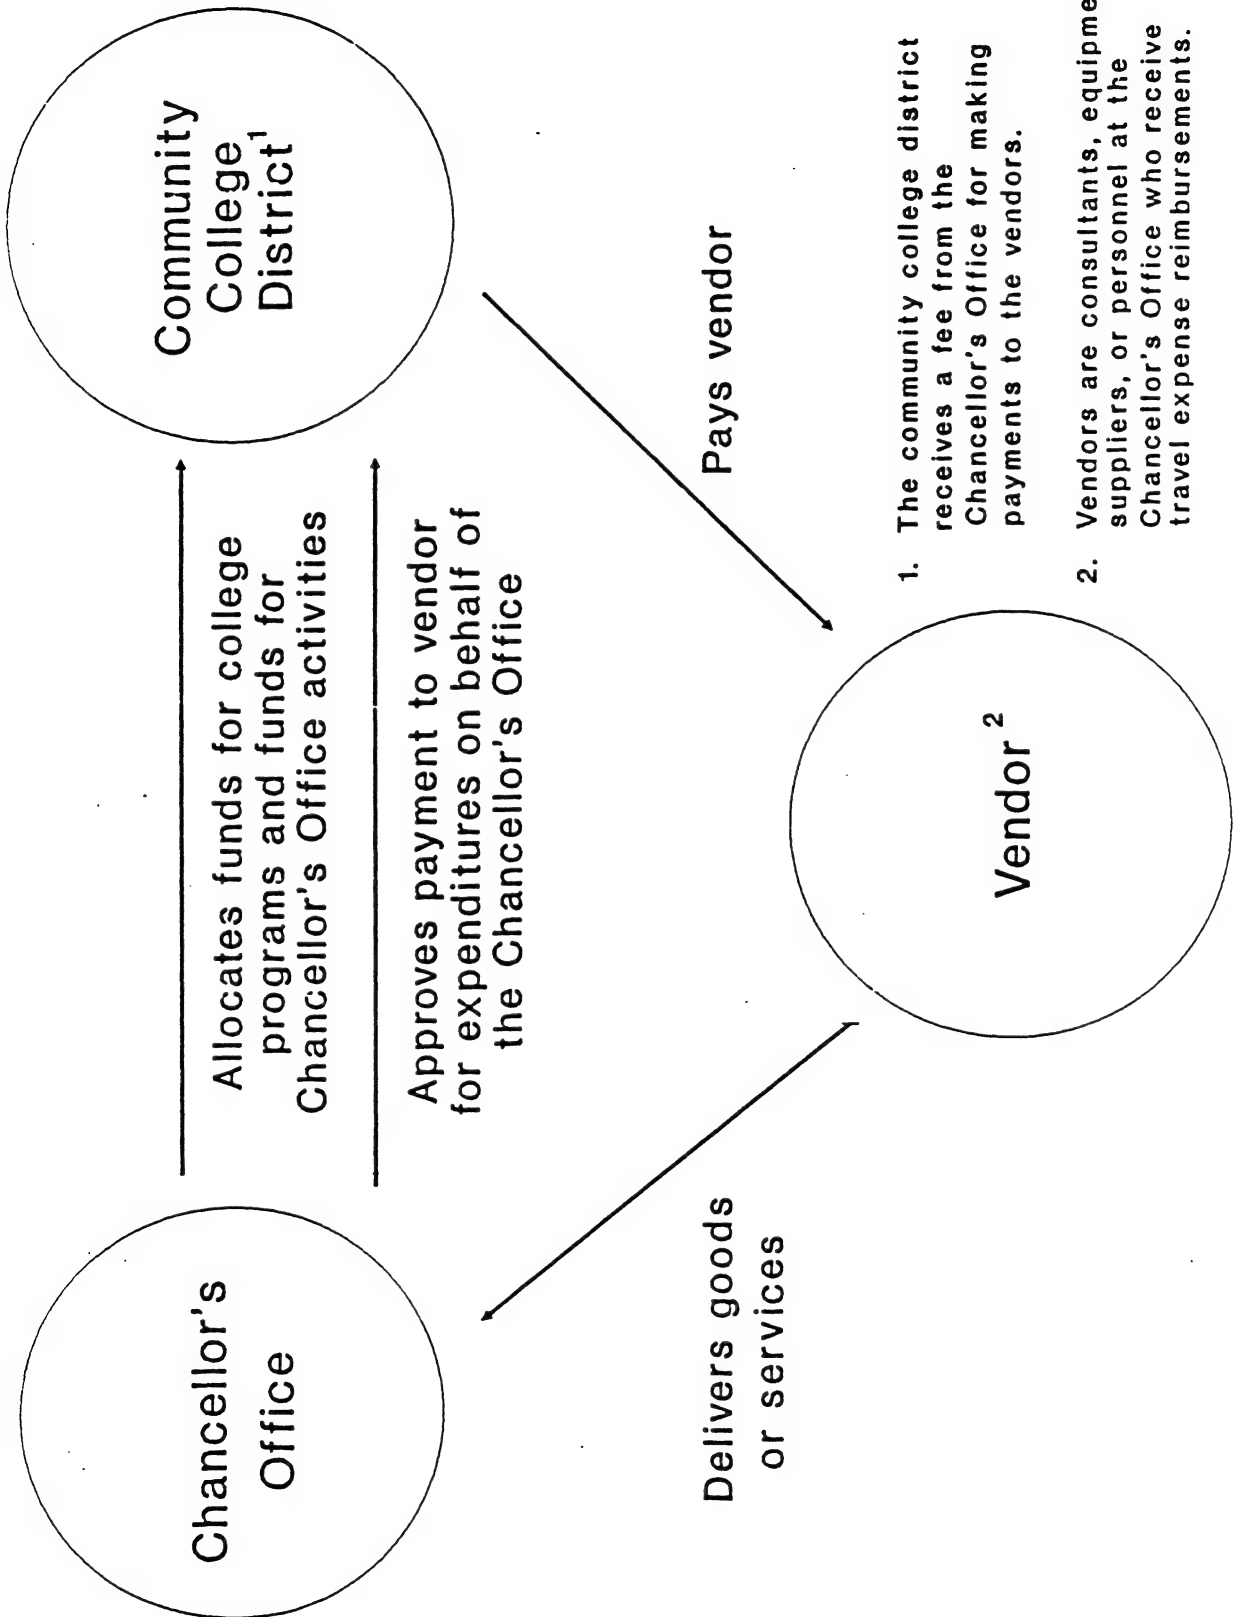 Chancellor's
Office
Allocates funds for college
programs and funds for
Chancellor's Office activities
Approves payment to vendor
for expenditures on behalf of
the Chancellor's Office
Community
College
District¹
Delivers goods
or services
Pays vendor
Vendor²
1. The community college district
receives a fee from the
Chancellor's Office for making
payments to the vendors.
2. Vendors are consultants,
suppliers, or personnel at the
Chancellor's Office who receive
travel expense reimbursements.